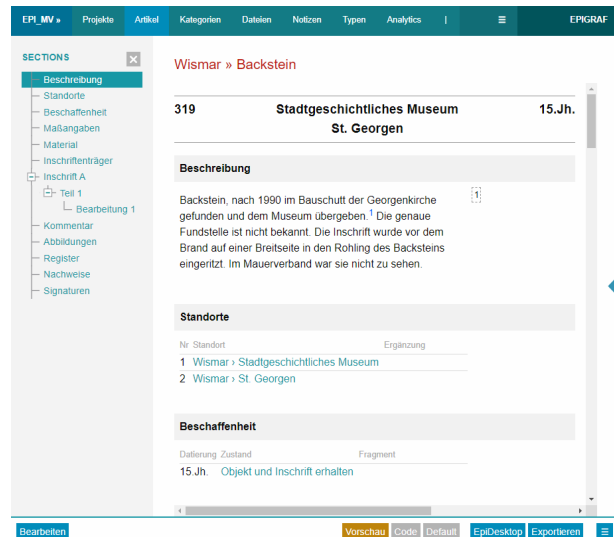 EPI_MV » Projekte Artikel Kategorien Dateien Notizen Typen Analytics | ≡ EPIGRAF
SECTIONS ×
Beschreibung
Standorte
Beschaffenheit
Maßangaben
Material
Inschriftenträger
Inschrift A
Teil 1
Bearbeitung 1
Kommentar
Abbildungen
Register
Nachweise
Signaturen
Wismar » Backstein
319 Stadtgeschichtliches Museum 15.Jh.
St. Georgen
Beschreibung
Backstein, nach 1990 im Bauschutt der Georgenkirche 1
gefunden und dem Museum übergeben.¹ Die genaue
Fundstelle ist nicht bekannt. Die Inschrift wurde vor dem
Brand auf einer Breitseite in den Rohling des Backsteins
eingeritzt. Im Mauerverband war sie nicht zu sehen.
Standorte
Nr Standort Ergänzung
1 Wismar › Stadtgeschichtliches Museum
2 Wismar › St. Georgen
Beschaffenheit
Datierung Zustand Fragment
15.Jh. Objekt und Inschrift erhalten
Bearbeiten Vorschau Code Default EpiDesktop Exportieren ≡